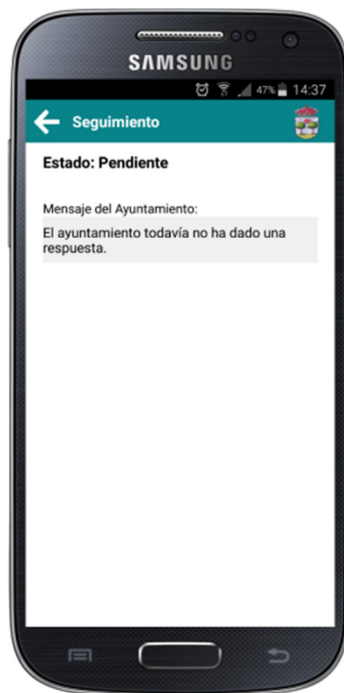 SAMSUNG
47% 14:37
Seguimiento
Estado: Pendiente
Mensaje del Ayuntamiento:
El ayuntamiento todavía no ha dado una
respuesta.